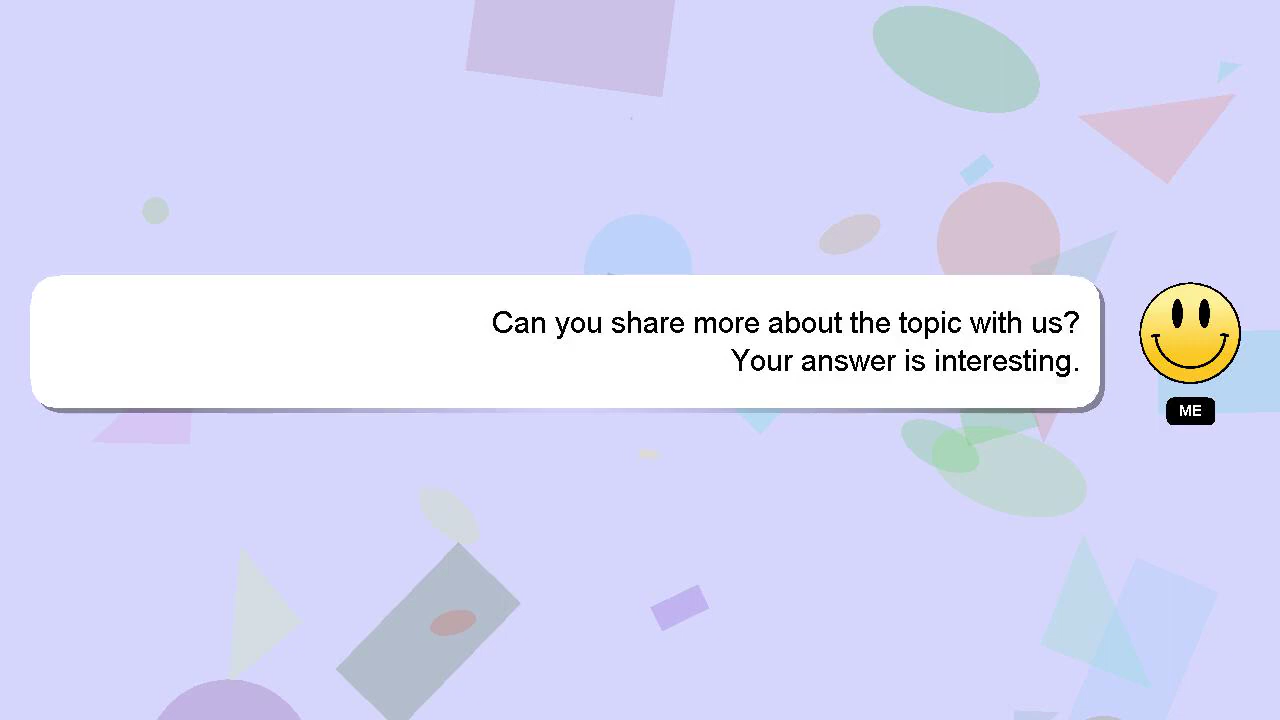 Can you share more about the topic with us?
Your answer is interesting.
ME